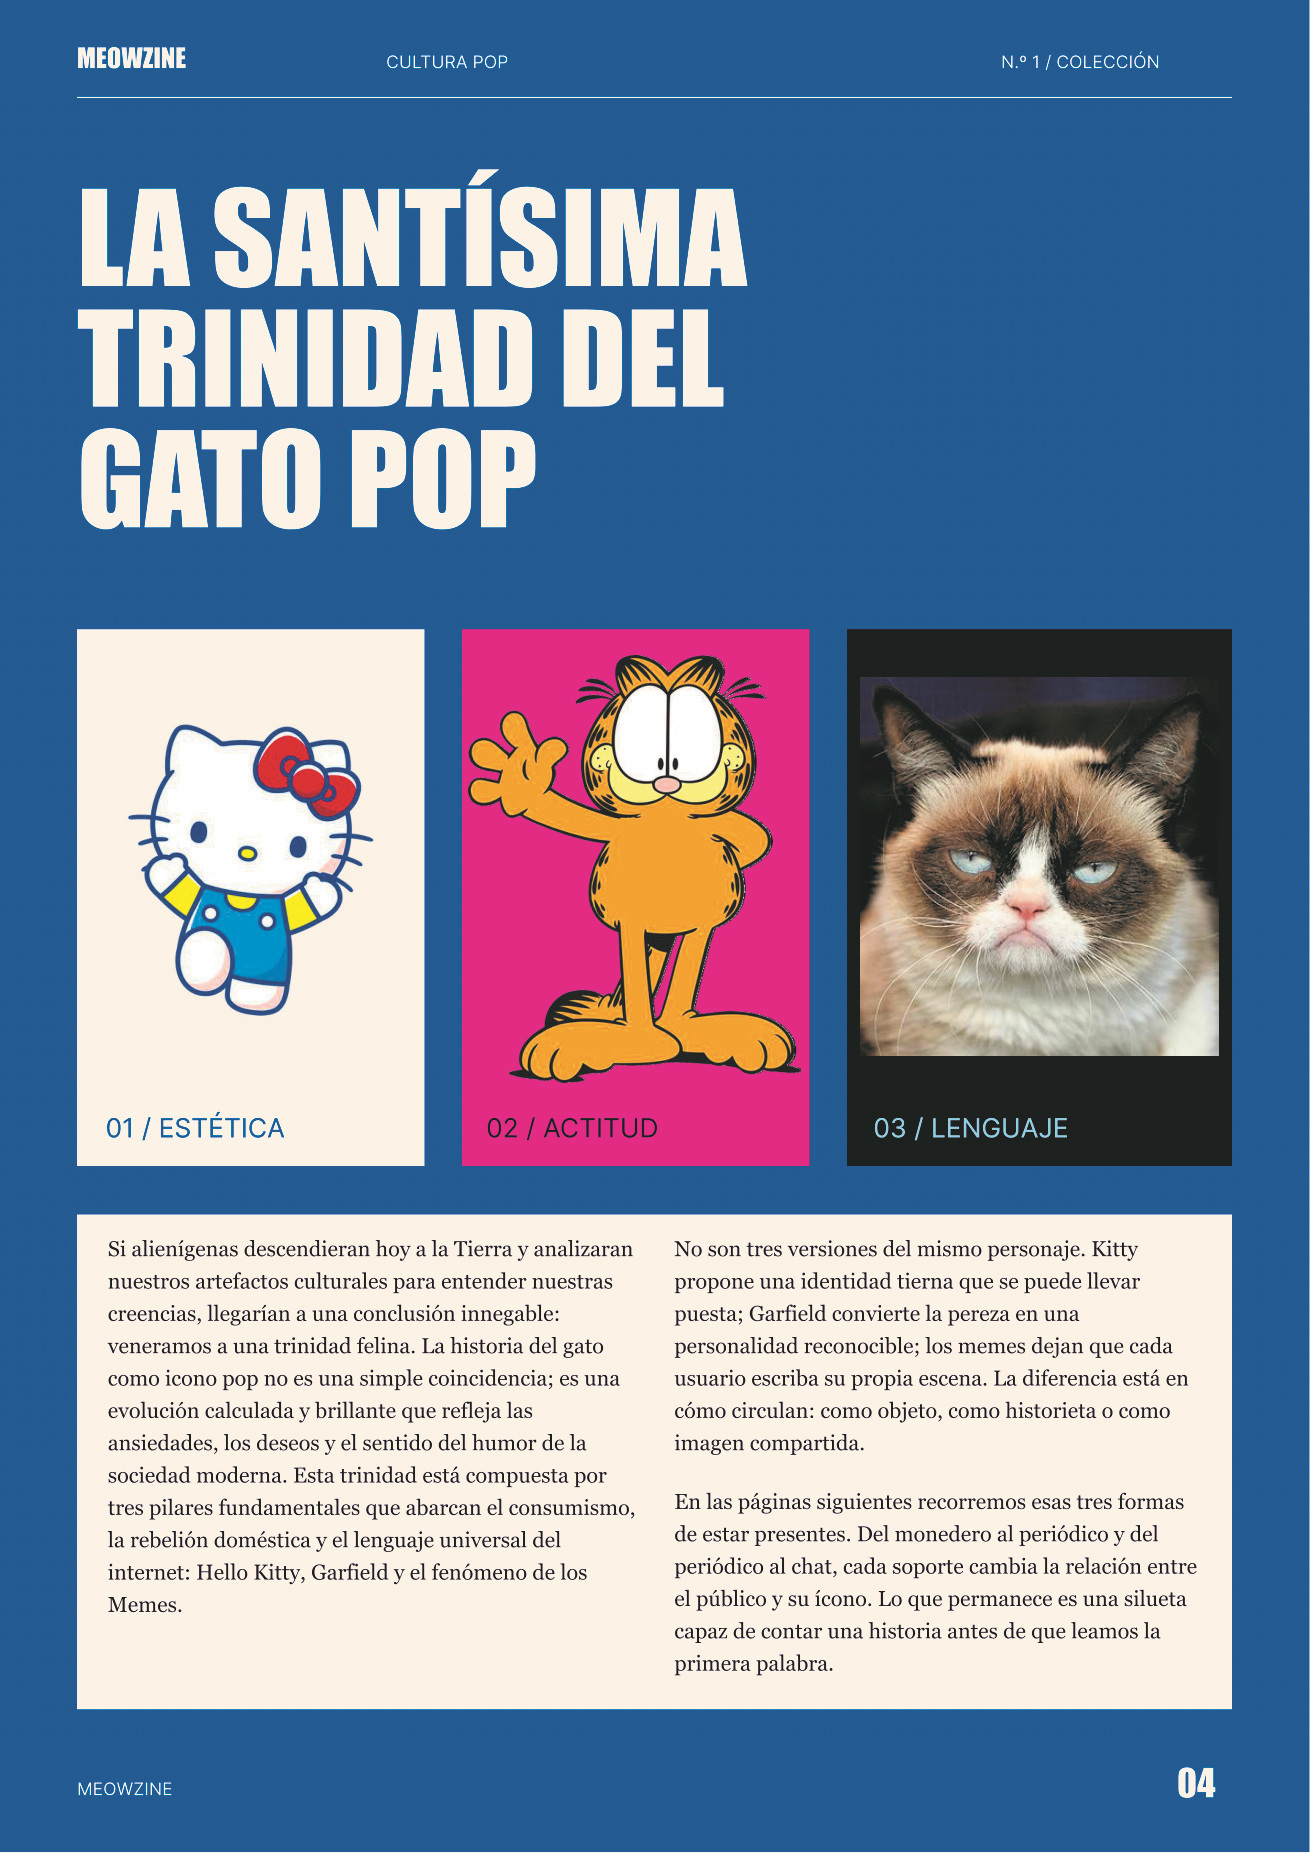 MEOWZINE
CULTURA POP
N.º 1 / COLECCIÓN
LA SANTÍSIMA
TRINIDAD DEL
GATO POP
01 / ESTÉTICA
02 / ACTITUD
03 / LENGUAJE
Si alienígenas descendieran hoy a la Tierra y analizaran
nuestros artefactos culturales para entender nuestras
creencias, llegarían a una conclusión innegable:
veneramos a una trinidad felina. La historia del gato
como icono pop no es una simple coincidencia; es una
evolución calculada y brillante que refleja las
ansiedades, los deseos y el sentido del humor de la
sociedad moderna. Esta trinidad está compuesta por
tres pilares fundamentales que abarcan el consumismo,
la rebelión doméstica y el lenguaje universal del
internet: Hello Kitty, Garfield y el fenómeno de los
Memes.
No son tres versiones del mismo personaje. Kitty
propone una identidad tierna que se puede llevar
puesta; Garfield convierte la pereza en una
personalidad reconocible; los memes dejan que cada
usuario escriba su propia escena. La diferencia está en
cómo circulan: como objeto, como historieta o como
imagen compartida.
En las páginas siguientes recorremos esas tres formas
de estar presentes. Del monedero al periódico y del
periódico al chat, cada soporte cambia la relación entre
el público y su ícono. Lo que permanece es una silueta
capaz de contar una historia antes de que leamos la
primera palabra.
MEOWZINE
04